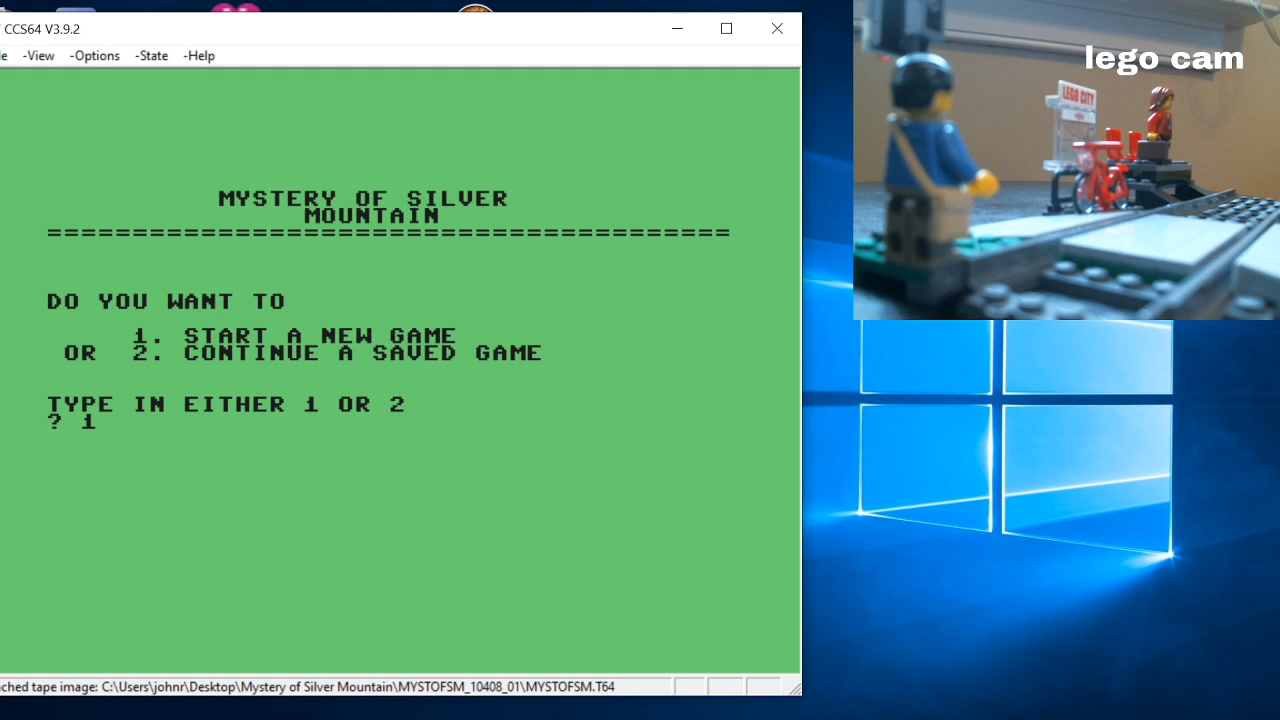 CCS64 V3.9.2
-View -Options -State -Help
MYSTERY OF SILVER
MOUNTAIN
========================================
DO YOU WANT TO
1. START A NEW GAME
OR 2. CONTINUE A SAVED GAME
TYPE IN EITHER 1 OR 2
? 1
ched tape image: C:\Users\johnr\Desktop\Mystery of Silver Mountain\MYSTOFSM_10408_01\MYSTOFSM.T64
lego cam
LEGO CITY